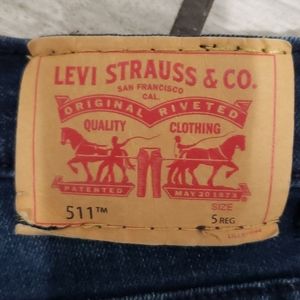 LEVI STRAUSS & CO.
SAN FRANCISCO
CAL.
ORIGINAL RIVETED
QUALITY CLOTHING
PATENTED MAY 20 1873
511™ SIZE
5 REG